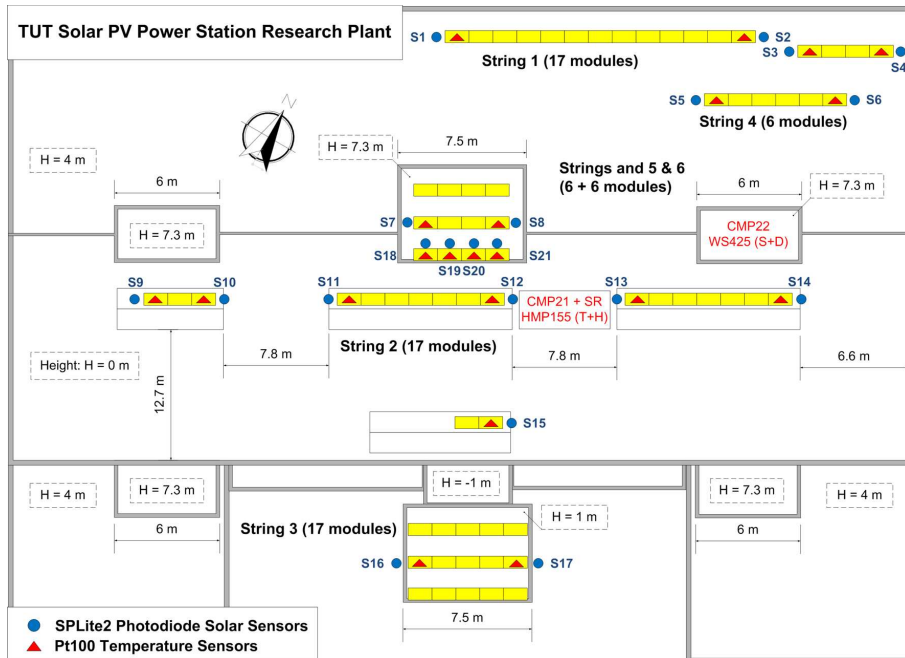 TUT Solar PV Power Station Research Plant
S1
S2
String 1 (17 modules)
S3
S4
S5
S6
String 4 (6 modules)
N
H = 4 m
H = 7.3 m
7.5 m
Strings and 5 & 6
(6 + 6 modules)
6 m
H = 7.3 m
6 m
H = 7.3 m
S7
S8
CMP22
WS425 (S+D)
S18
S19 S20
S21
S9
S10
S11
S12
S13
S14
CMP21 + SR
HMP155 (T+H)
String 2 (17 modules)
7.8 m
7.8 m
6.6 m
Height: H = 0 m
12.7 m
S15
H = 4 m
H = 7.3 m
H = -1 m
H = 7.3 m
H = 4 m
6 m
String 3 (17 modules)
H = 1 m
6 m
S16
S17
7.5 m
SPLite2 Photodiode Solar Sensors
Pt100 Temperature Sensors